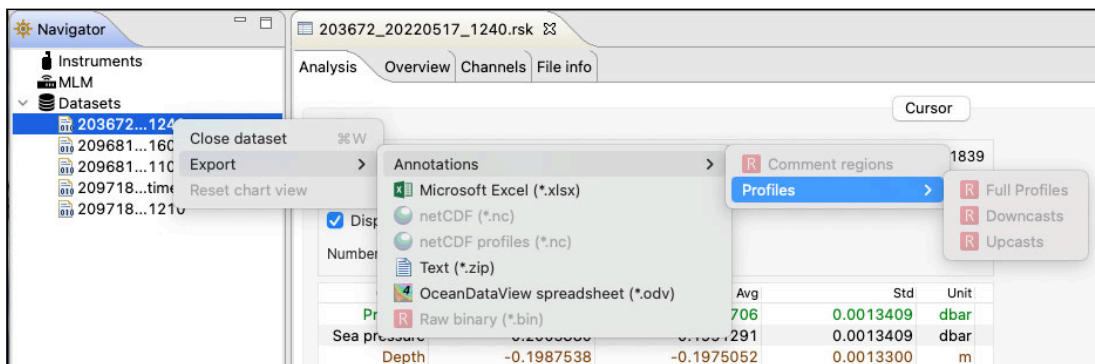 Navigator
203672_20220517_1240.rsk
Instruments
MLM
Datasets
203672...124
209681...160
209681...110
209718...time
209718...1210
Analysis
Overview
Channels
File info
Cursor
1839
Close dataset ⌘W
Export
Reset chart view
Annotations
Microsoft Excel (*.xlsx)
netCDF (*.nc)
netCDF profiles (*.nc)
Text (*.zip)
OceanDataView spreadsheet (*.odv)
Raw binary (*.bin)
R Comment regions
Profiles
R Full Profiles
R Downcasts
R Upcasts
Disp
Number
Avg Std Unit
Pr 706 0.0013409 dbar
Sea pressure 0.0013409 dbar
Depth -0.1987538 -0.1975052 0.0013300 m